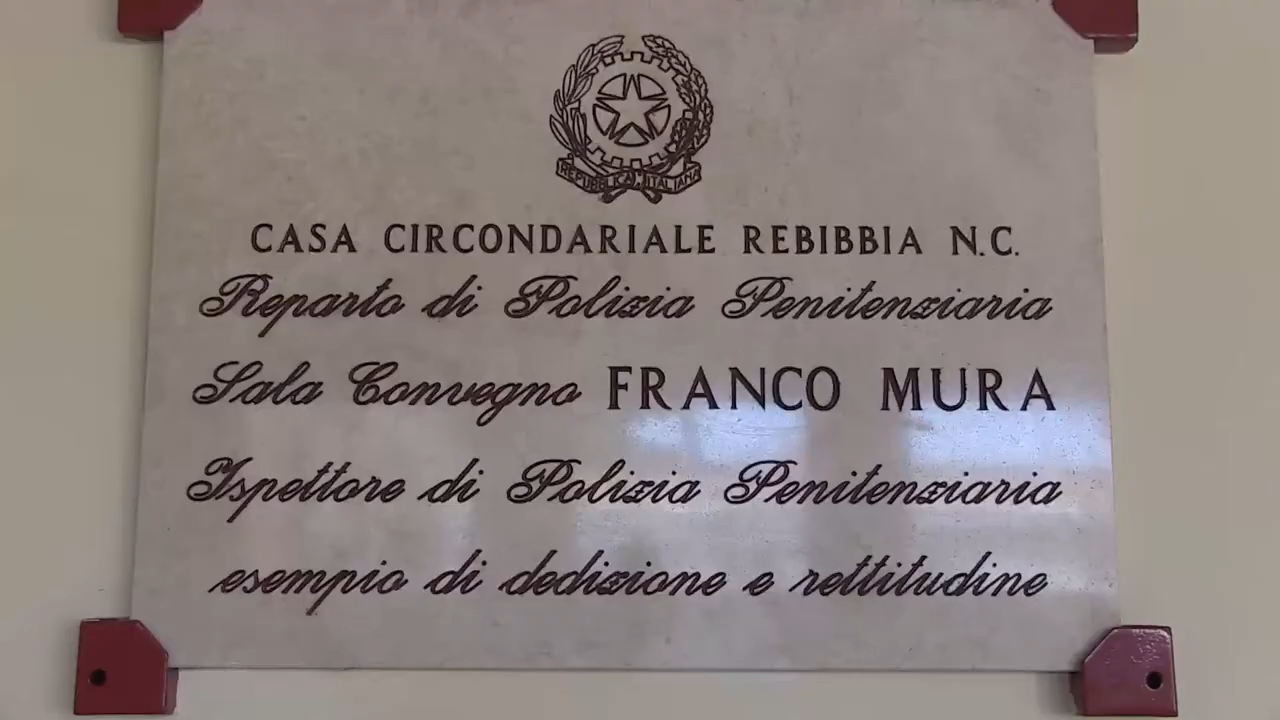 REPUBBLICA ITALIANA
CASA CIRCONDARIALE REBIBBIA N.C.
Reparto di Polizia Penitenziaria
Sala Convegno FRANCO MURA
Ispettore di Polizia Penitenziaria
esempio di dedizione e rettitudine